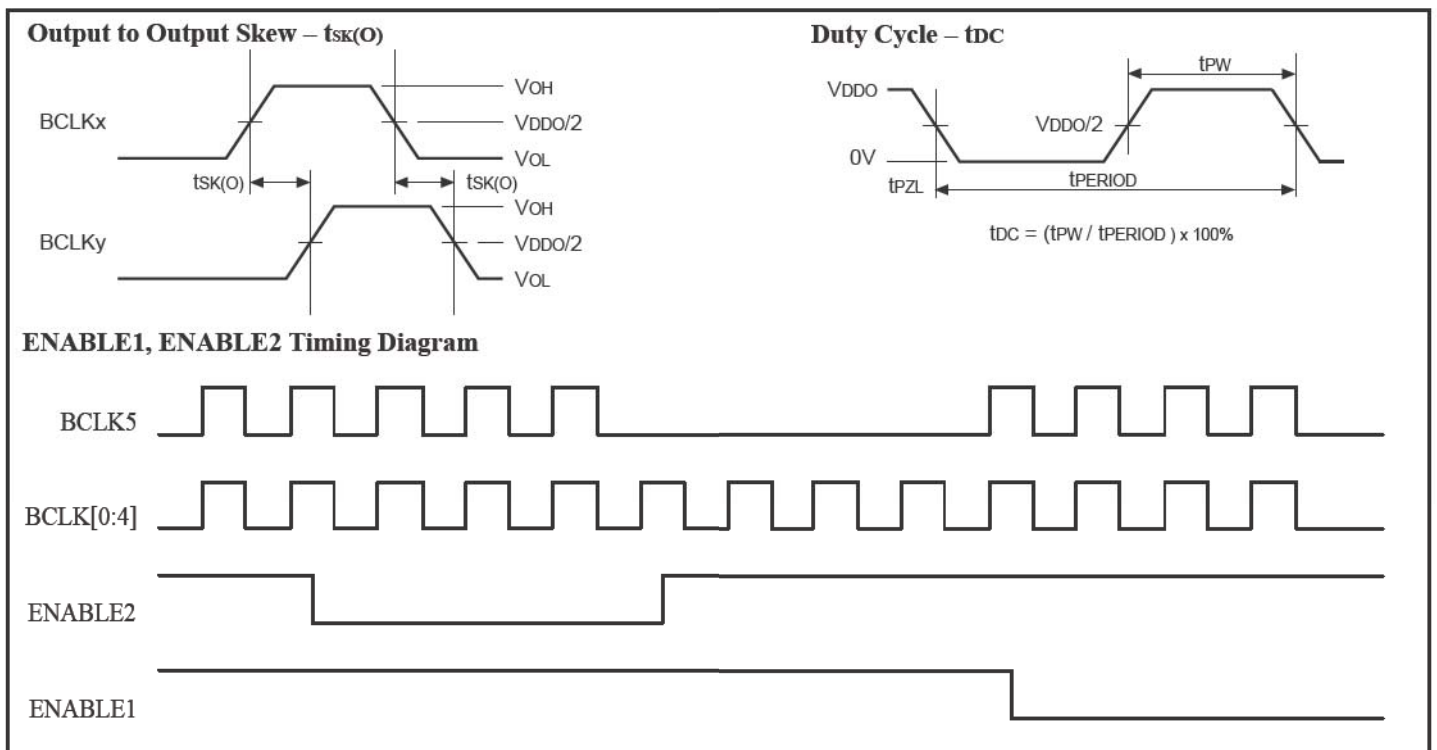 Output to Output Skew – tSK(O)
BCLKx
VOH
VDDO/2
VOL
tSK(O)
tSK(O)
BCLKy
VOH
VDDO/2
VOL
Duty Cycle – tDC
tPW
VDDO
VDDO/2
0V
tPZL
tPERIOD
tDC = (tPW / tPERIOD ) x 100%
ENABLE1, ENABLE2 Timing Diagram
BCLK5
BCLK[0:4]
ENABLE2
ENABLE1